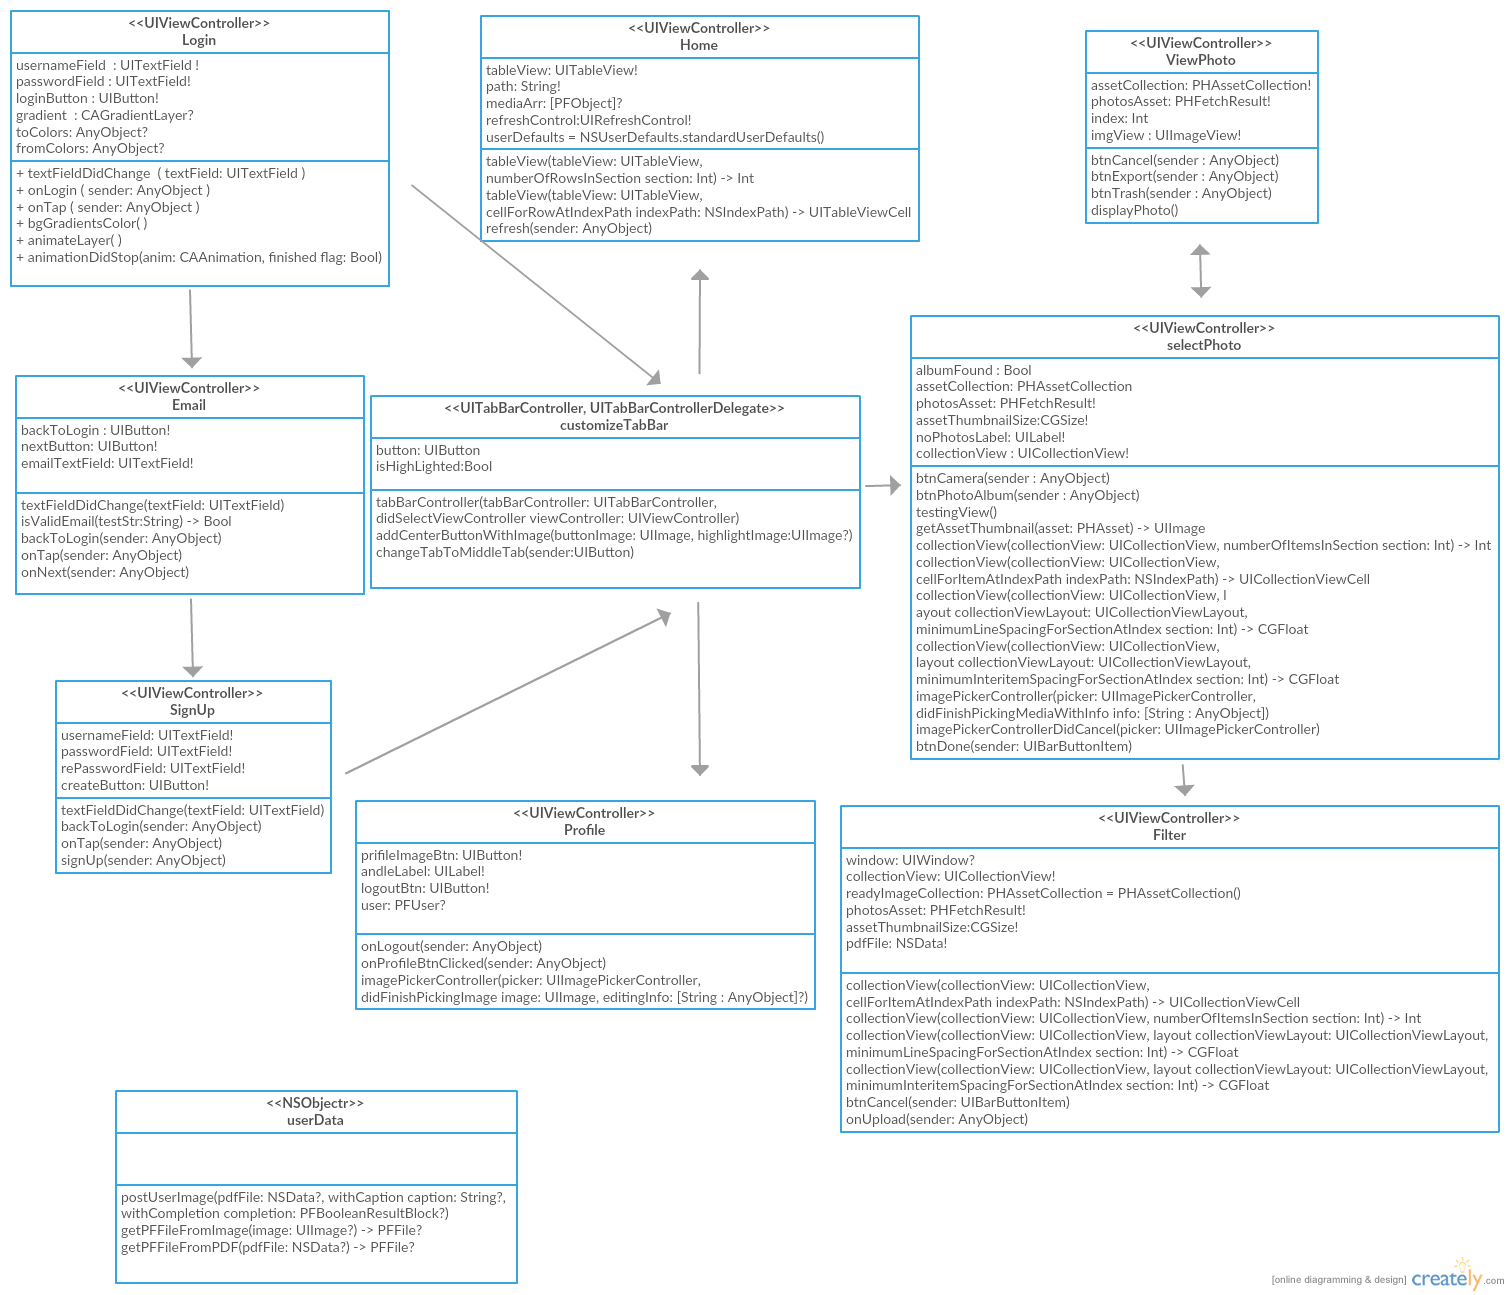 <<UIViewController>>
Login
usernameField  : UITextField !
passwordField : UITextField!
loginButton : UIButton!
gradient  : CAGradientLayer?
toColors: AnyObject?
fromColors: AnyObject?
+ textFieldDidChange  ( textField: UITextField )
+ onLogin ( sender: AnyObject )
+ onTap ( sender: AnyObject )
+ bgGradientsColor( )
+ animateLayer( )
+ animationDidStop(anim: CAAnimation, finished flag: Bool)
<<UIViewController>>
Home
tableView: UITableView!
path: String!
mediaArr: [PFObject]?
refreshControl:UIRefreshControl!
userDefaults = NSUserDefaults.standardUserDefaults()
tableView(tableView: UITableView,
numberOfRowsInSection section: Int) -> Int
tableView(tableView: UITableView,
cellForRowAtIndexPath indexPath: NSIndexPath) -> UITableViewCell
refresh(sender: AnyObject)
<<UIViewController>>
ViewPhoto
assetCollection: PHAssetCollection!
photosAsset: PHFetchResult!
index: Int
imgView : UIImageView!
btnCancel(sender : AnyObject)
btnExport(sender : AnyObject)
btnTrash(sender : AnyObject)
displayPhoto()
<<UIViewController>>
Email
backToLogin : UIButton!
nextButton: UIButton!
emailTextField: UITextField!
textFieldDidChange(textField: UITextField)
isValidEmail(testStr:String) -> Bool
backToLogin(sender: AnyObject)
onTap(sender: AnyObject)
onNext(sender: AnyObject)
<<UITabBarController, UITabBarControllerDelegate>>
customizeTabBar
button: UIButton
isHighLighted:Bool
tabBarController(tabBarController: UITabBarController,
didSelectViewController viewController: UIViewController)
addCenterButtonWithImage(buttonImage: UIImage, highlightImage:UIImage?)
changeTabToMiddleTab(sender:UIButton)
<<UIViewController>>
selectPhoto
albumFound : Bool
assetCollection: PHAssetCollection
photosAsset: PHFetchResult!
assetThumbnailSize:CGSize!
noPhotosLabel: UILabel!
collectionView : UICollectionView!
btnCamera(sender : AnyObject)
btnPhotoAlbum(sender : AnyObject)
testingView()
getAssetThumbnail(asset: PHAsset) -> UIImage
collectionView(collectionView: UICollectionView, numberOfItemsInSection section: Int) -> Int
collectionView(collectionView: UICollectionView,
cellForItemAtIndexPath indexPath: NSIndexPath) -> UICollectionViewCell
collectionView(collectionView: UICollectionView, l
ayout collectionViewLayout: UICollectionViewLayout,
minimumLineSpacingForSectionAtIndex section: Int) -> CGFloat
collectionView(collectionView: UICollectionView,
layout collectionViewLayout: UICollectionViewLayout,
minimumInteritemSpacingForSectionAtIndex section: Int) -> CGFloat
imagePickerController(picker: UIImagePickerController,
didFinishPickingMediaWithInfo info: [String : AnyObject])
imagePickerControllerDidCancel(picker: UIImagePickerController)
btnDone(sender: UIBarButtonItem)
<<UIViewController>>
SignUp
usernameField: UITextField!
passwordField: UITextField!
rePasswordField: UITextField!
createButton: UIButton!
textFieldDidChange(textField: UITextField)
backToLogin(sender: AnyObject)
onTap(sender: AnyObject)
signUp(sender: AnyObject)
<<UIViewController>>
Profile
prifileImageBtn: UIButton!
andleLabel: UILabel!
logoutBtn: UIButton!
user: PFUser?
onLogout(sender: AnyObject)
onProfileBtnClicked(sender: AnyObject)
imagePickerController(picker: UIImagePickerController,
didFinishPickingImage image: UIImage, editingInfo: [String : AnyObject]?)
<<UIViewController>>
Filter
window: UIWindow?
collectionView: UICollectionView!
readyImageCollection: PHAssetCollection = PHAssetCollection()
photosAsset: PHFetchResult!
assetThumbnailSize:CGSize!
pdfFile: NSData!
collectionView(collectionView: UICollectionView,
cellForItemAtIndexPath indexPath: NSIndexPath) -> UICollectionViewCell
collectionView(collectionView: UICollectionView, numberOfItemsInSection section: Int) -> Int
collectionView(collectionView: UICollectionView, layout collectionViewLayout: UICollectionViewLayout,
minimumLineSpacingForSectionAtIndex section: Int) -> CGFloat
collectionView(collectionView: UICollectionView, layout collectionViewLayout: UICollectionViewLayout,
minimumInteritemSpacingForSectionAtIndex section: Int) -> CGFloat
btnCancel(sender: UIBarButtonItem)
onUpload(sender: AnyObject)
<<NSObjectr>>
userData
postUserImage(pdfFile: NSData?, withCaption caption: String?,
withCompletion completion: PFBooleanResultBlock?)
getPFFileFromImage(image: UIImage?) -> PFFile?
getPFFileFromPDF(pdfFile: NSData?) -> PFFile?
[online diagramming & design] creately.com